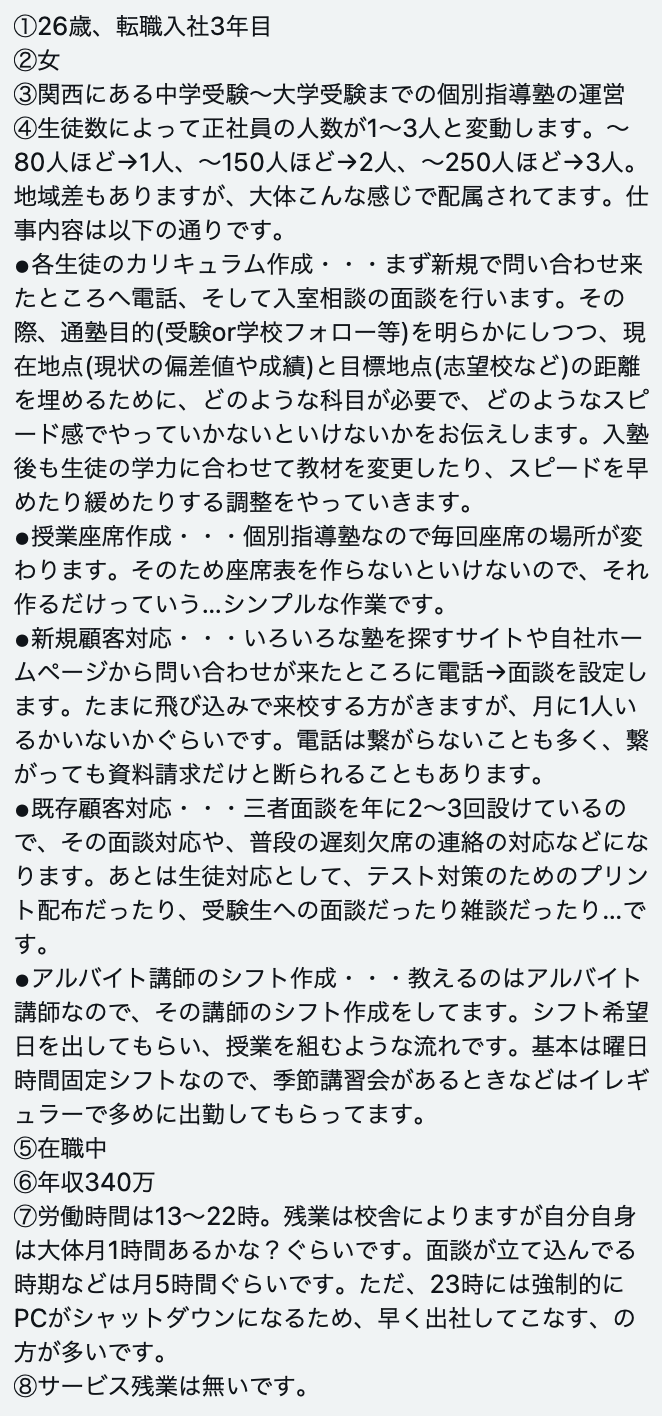 ①26歳、転職入社3年目
②女
③関西にある中学受験〜大学受験までの個別指導塾の運営
④生徒数によって正社員の人数が1〜3人と変動します。〜
80人ほど→1人、〜150人ほど→2人、〜250人ほど→3人。
地域差もありますが、大体こんな感じで配属されてます。仕
事内容は以下の通りです。
●各生徒のカリキュラム作成・・・まず新規で問い合わせ来
たところへ電話、そして入室相談の面談を行います。その
際、通塾目的(受験or学校フォロー等)を明らかにしつつ、現
在地点(現状の偏差値や成績)と目標地点(志望校など)の距離
を埋めるために、どのような科目が必要で、どのようなスピ
ード感でやっていかないといけないかをお伝えします。入塾
後も生徒の学力に合わせて教材を変更したり、スピードを早
めたり緩めたりする調整をやっていきます。
●授業座席作成・・・個別指導塾なので毎回座席の場所が変
わります。そのため座席表を作らないといけないので、それ
作るだけっていう...シンプルな作業です。
●新規顧客対応・・・いろいろな塾を探すサイトや自社ホー
ムページから問い合わせが来たところに電話→面談を設定し
ます。たまに飛び込みで来校する方がきますが、月に1人い
るかいないかぐらいです。電話は繋がらないことも多く、繋
がっても資料請求だけと断られることもあります。
●既存顧客対応・・・三者面談を年に2〜3回設けているの
で、その面談対応や、普段の遅刻欠席の連絡の対応などにな
ります。あとは生徒対応として、テスト対策のためのプリン
ト配布だったり、受験生への面談だったり雑談だったり...で
す。
●アルバイト講師のシフト作成・・・教えるのはアルバイト
講師なので、その講師のシフト作成をしてます。シフト希望
日を出してもらい、授業を組むような流れです。基本は曜日
時間固定シフトなので、季節講習会があるときなどはイレギ
ュラーで多めに出勤してもらってます。
⑤在職中
⑥年収340万
⑦労働時間は13〜22時。残業は校舎によりますが自分自身
は大体月1時間あるかな？ぐらいです。面談が立て込んでる
時期などは月5時間ぐらいです。ただ、23時には強制的に
PCがシャットダウンになるため、早く出社してこなす、の
方が多いです。
⑧サービス残業は無いです。